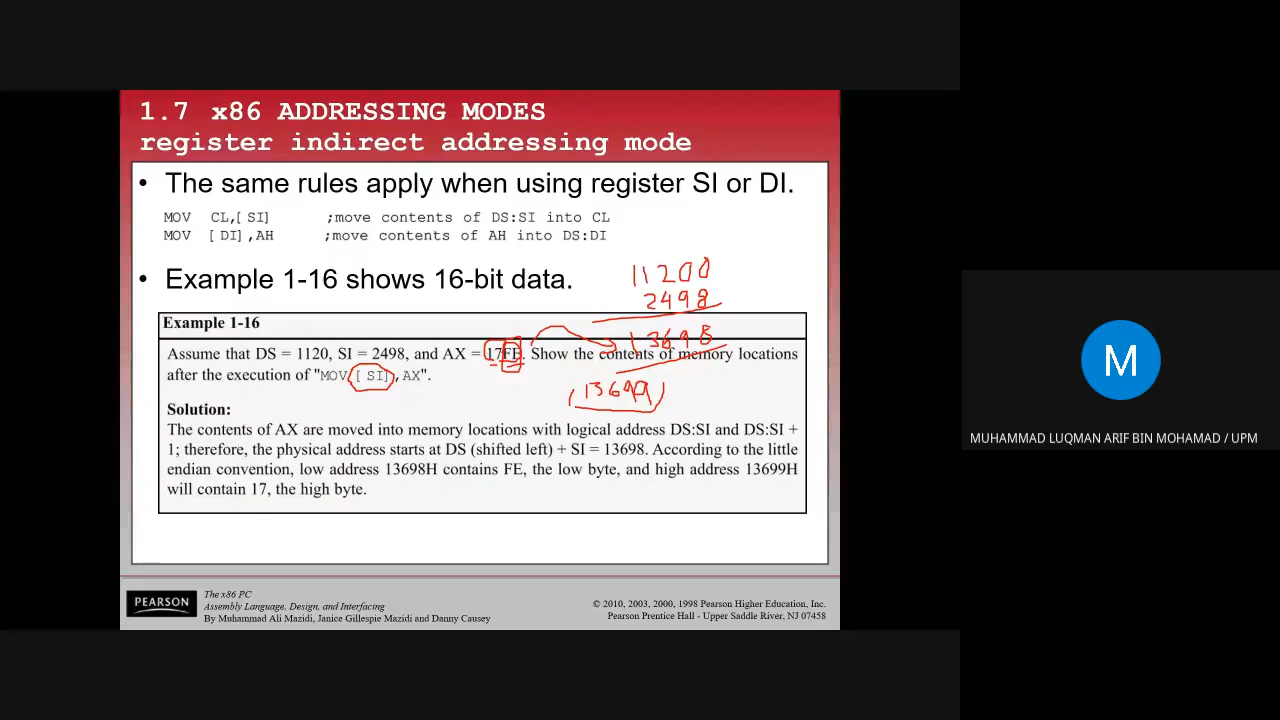 1.7 x86 ADDRESSING MODES
register indirect addressing mode
• The same rules apply when using register SI or DI.
MOV CL,[SI] ;move contents of DS:SI into CL
MOV [DI],AH ;move contents of AH into DS:DI
• Example 1-16 shows 16-bit data.
11200
2498
13698
13699
Example 1-16
Assume that DS = 1120, SI = 2498, and AX = 17FE. Show the contents of memory locations
after the execution of "MOV [SI],AX".
Solution:
The contents of AX are moved into memory locations with logical address DS:SI and DS:SI +
1; therefore, the physical address starts at DS (shifted left) + SI = 13698. According to the little
endian convention, low address 13698H contains FE, the low byte, and high address 13699H
will contain 17, the high byte.
PEARSON
The x86 PC
Assembly Language, Design, and Interfacing
By Muhammad Ali Mazidi, Janice Gillespie Mazidi and Danny Causey
© 2010, 2003, 2000, 1998 Pearson Higher Education, Inc.
Pearson Prentice Hall - Upper Saddle River, NJ 07458
M
MUHAMMAD LUQMAN ARIF BIN MOHAMAD / UPM